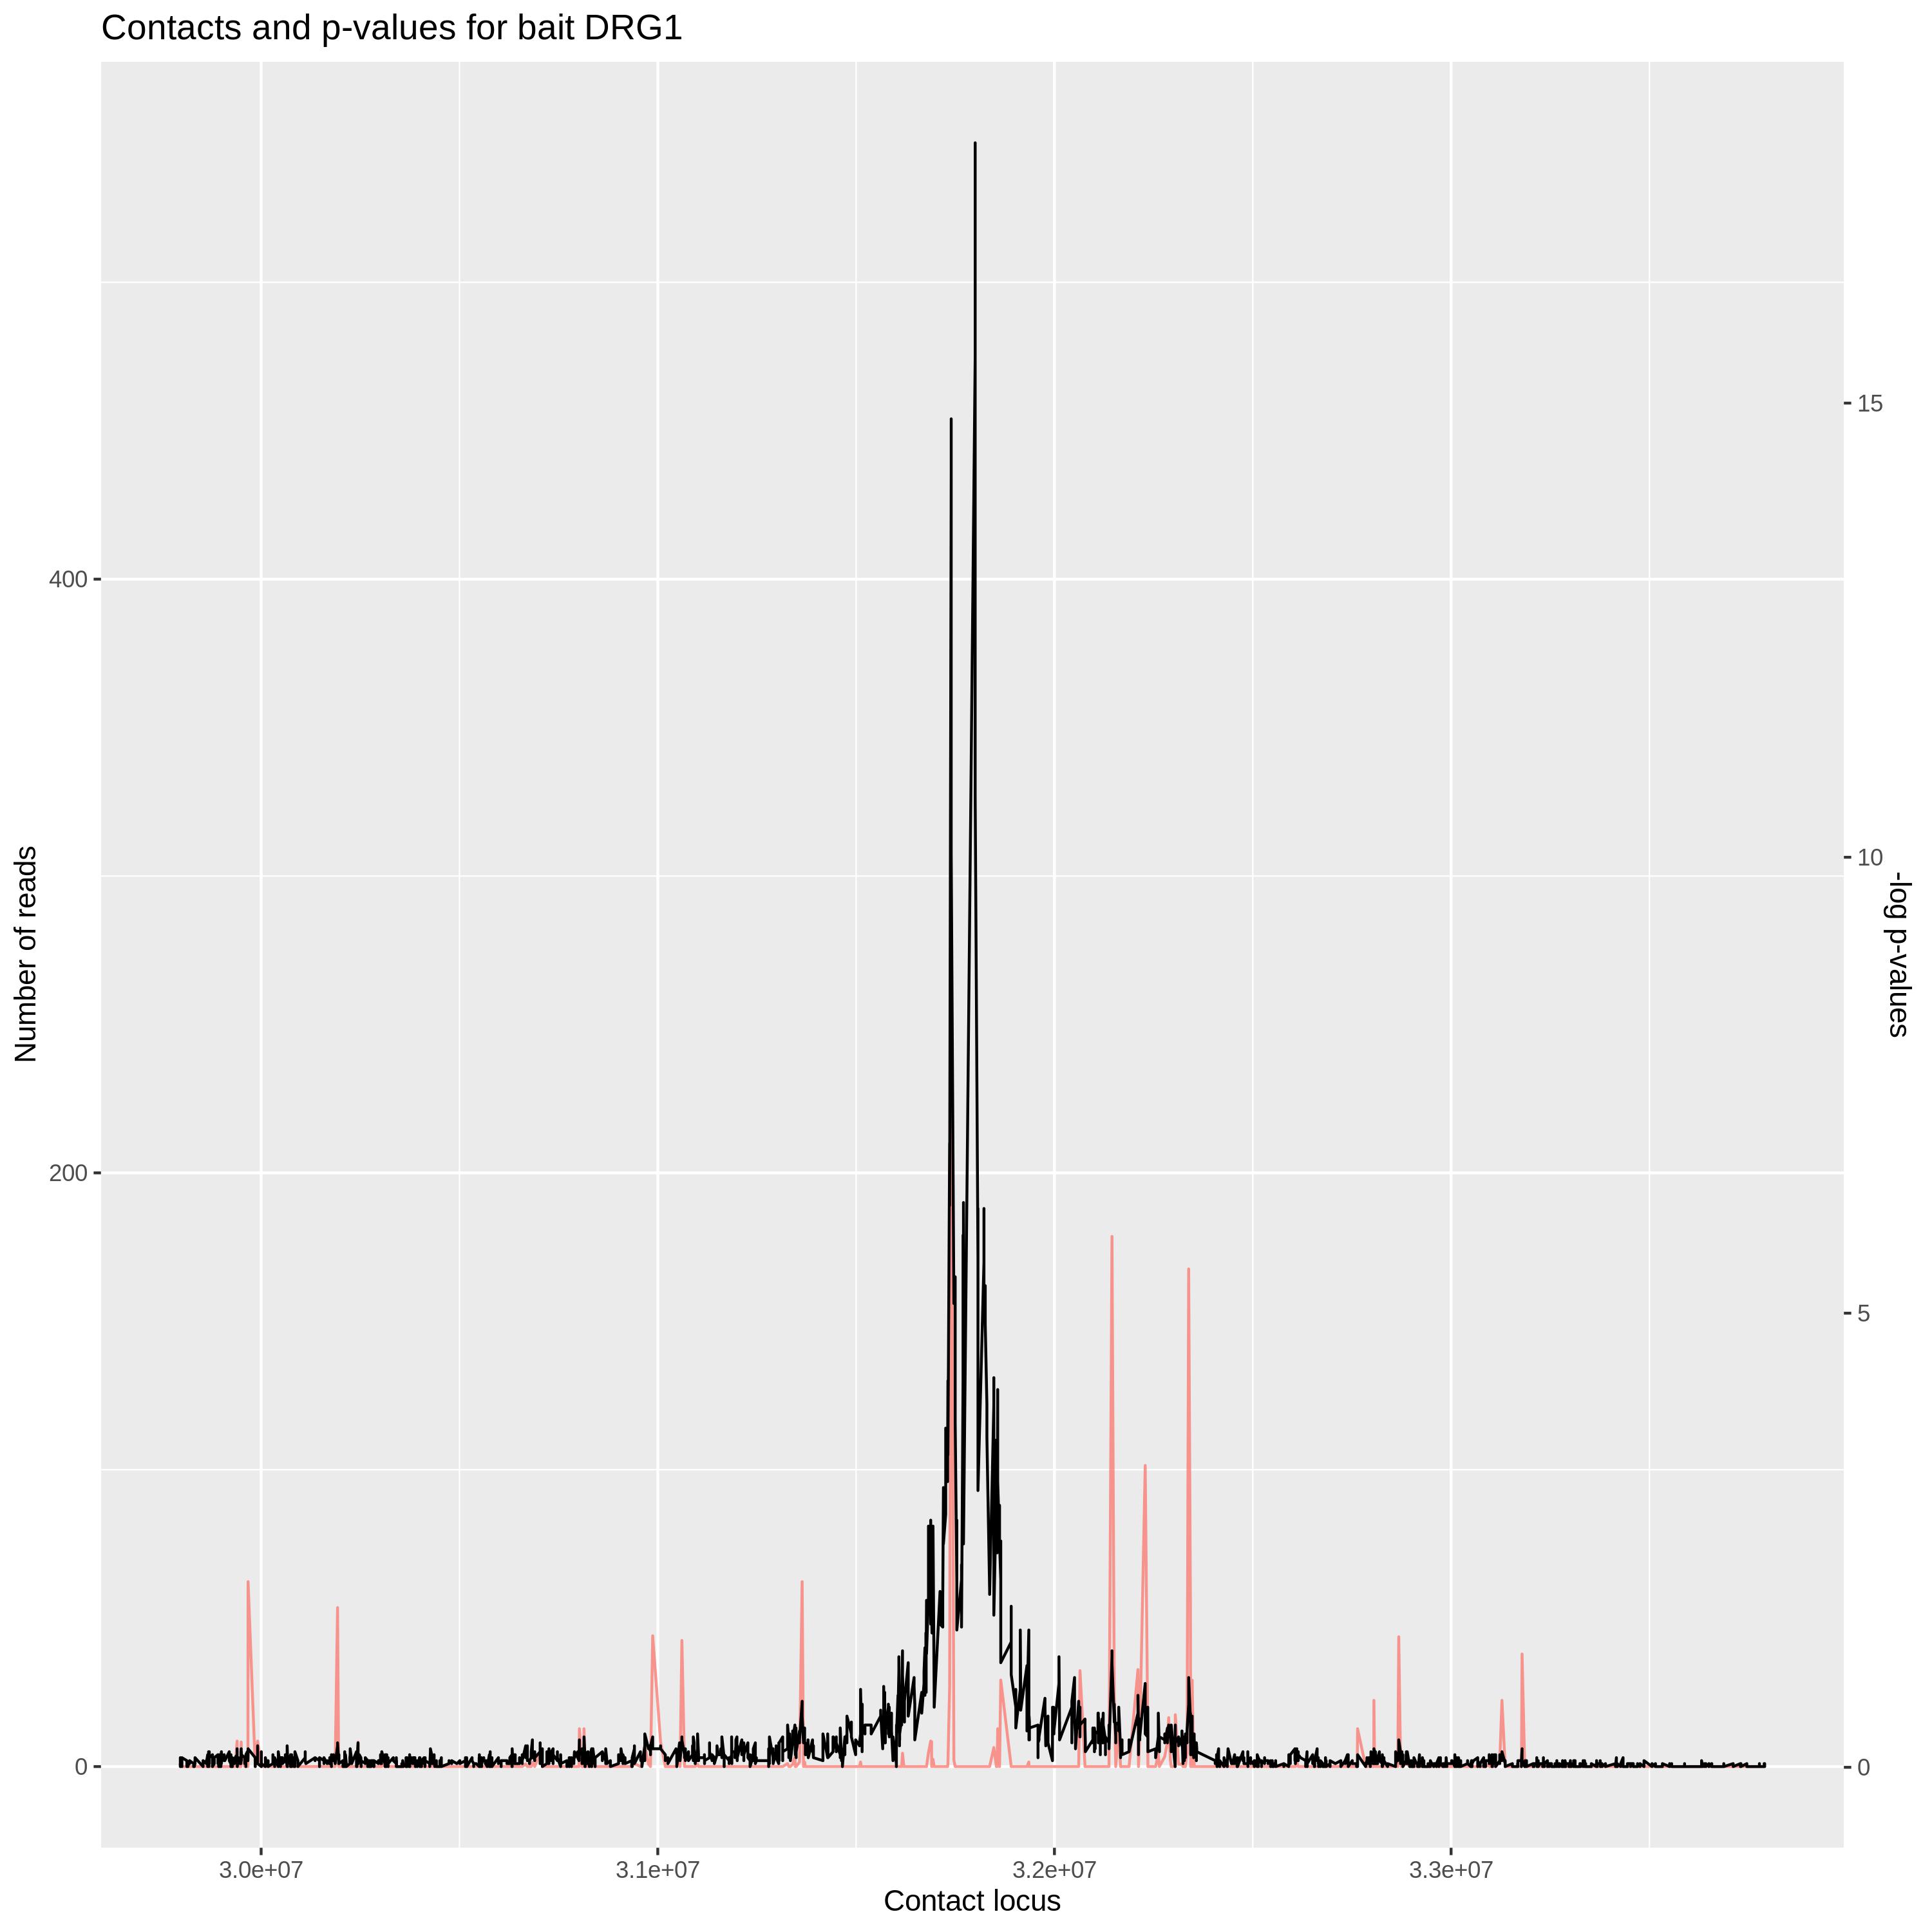 Contacts and p-values for bait DRG1
Number of reads
400
200
0
15
10
5
0
-log p-values
3.0e+07
3.1e+07
3.2e+07
3.3e+07
Contact locus